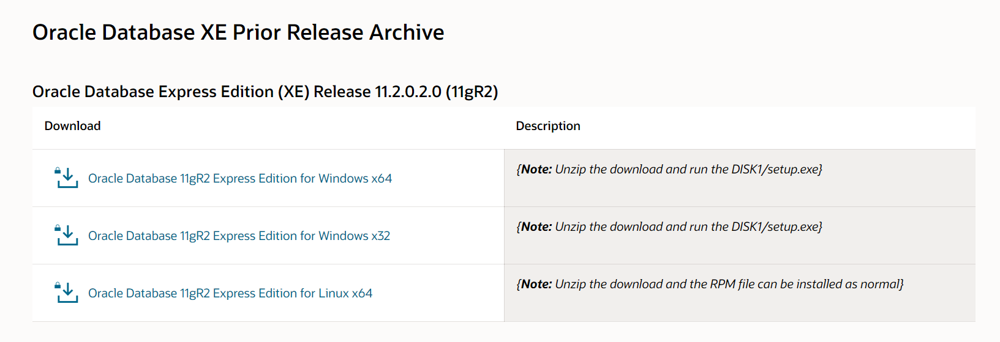 Oracle Database XE Prior Release Archive
Oracle Database Express Edition (XE) Release 11.2.0.2.0 (11gR2)
Download Description
Oracle Database 11gR2 Express Edition for Windows x64 {Note: Unzip the download and run the DISK1/setup.exe}
Oracle Database 11gR2 Express Edition for Windows x32 {Note: Unzip the download and run the DISK1/setup.exe}
Oracle Database 11gR2 Express Edition for Linux x64 {Note: Unzip the download and the RPM file can be installed as normal}